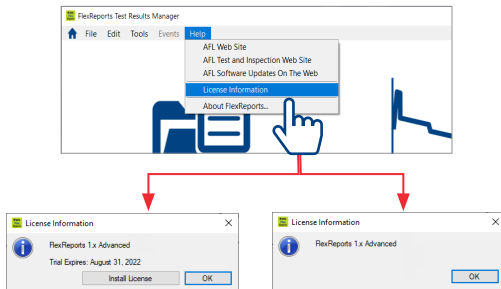 FlexReports Test Results Manager
File Edit Tools Events Help
AFL Web Site
AFL Test and Inspection Web Site
AFL Software Updates On The Web
License Information
About FlexReports...
License Information
FlexReports 1.x Advanced
Trial Expires: August 31, 2022
Install License OK
License Information
FlexReports 1.x Advanced
OK